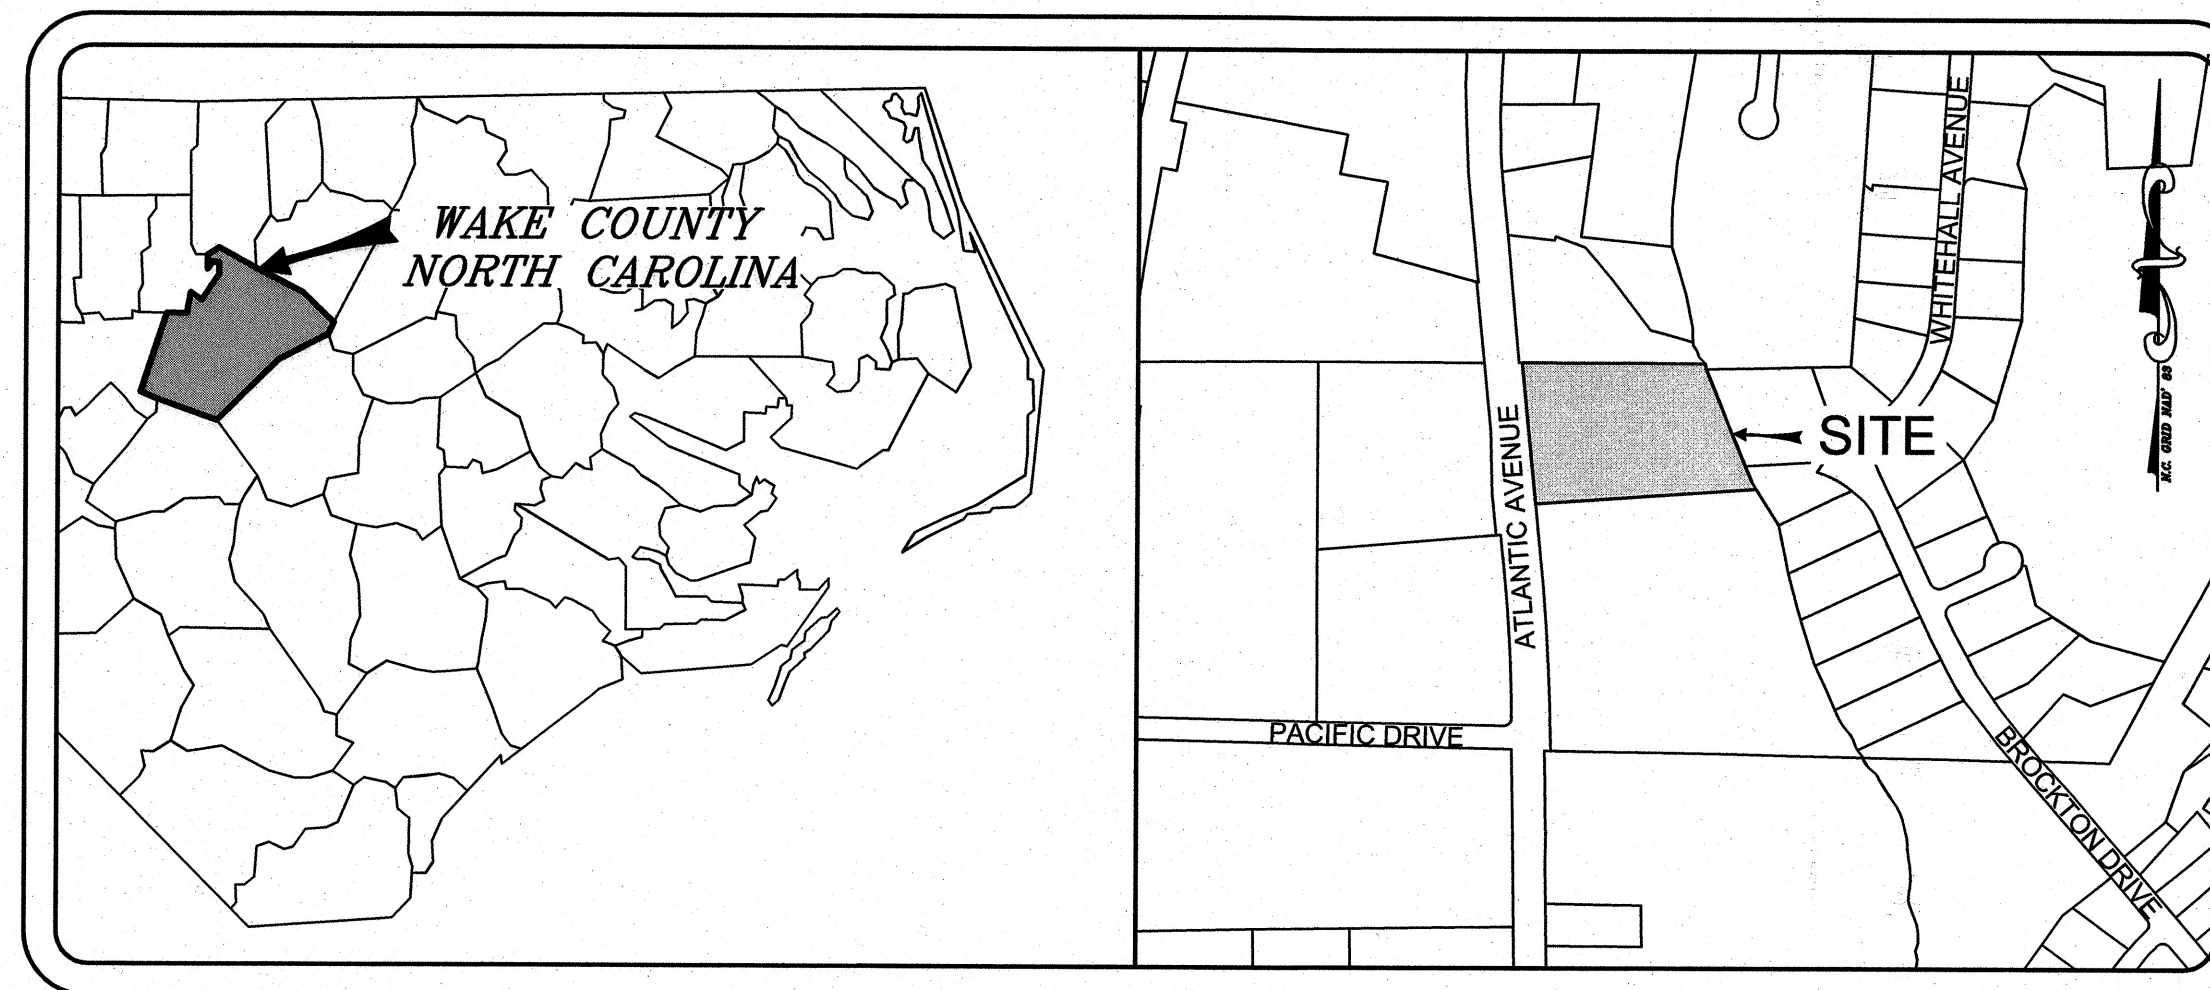 WAKE COUNTY
NORTH CAROLINA
WHITEHALL AVENUE
N.C. GRID NAD' 83
SITE
ATLANTIC AVENUE
PACIFIC DRIVE
BROCKTON DRIVE